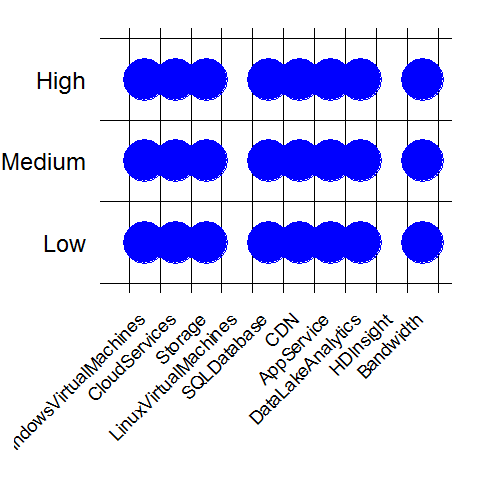 High
Medium
Low
ndowsVirtualMachines
CloudServices
Storage
LinuxVirtualMachines
SQLDatabase
CDN
AppService
DataLakeAnalytics
HDInsight
Bandwidth